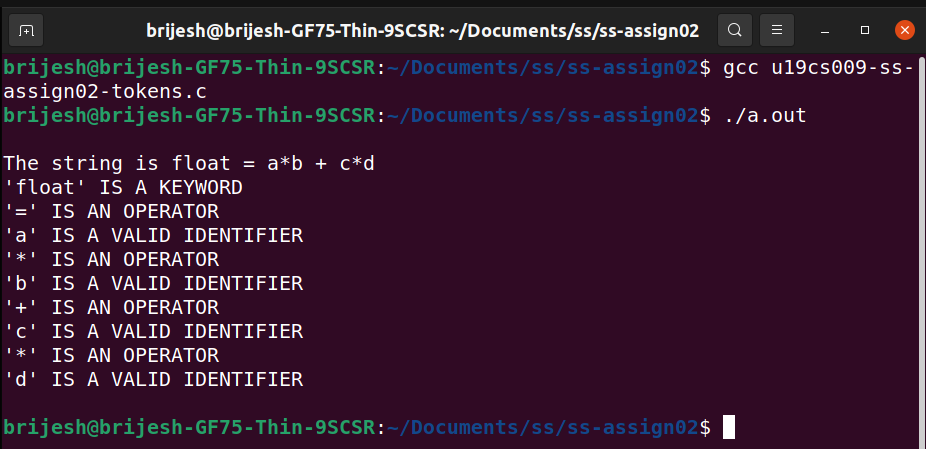 brijesh@brijesh-GF75-Thin-9SCSR: ~/Documents/ss/ss-assign02
brijesh@brijesh-GF75-Thin-9SCSR:~/Documents/ss/ss-assign02$ gcc u19cs009-ss-
assign02-tokens.c
brijesh@brijesh-GF75-Thin-9SCSR:~/Documents/ss/ss-assign02$ ./a.out
The string is float = a*b + c*d
'float' IS A KEYWORD
'=' IS AN OPERATOR
'a' IS A VALID IDENTIFIER
'*' IS AN OPERATOR
'b' IS A VALID IDENTIFIER
'+' IS AN OPERATOR
'c' IS A VALID IDENTIFIER
'*' IS AN OPERATOR
'd' IS A VALID IDENTIFIER
brijesh@brijesh-GF75-Thin-9SCSR:~/Documents/ss/ss-assign02$